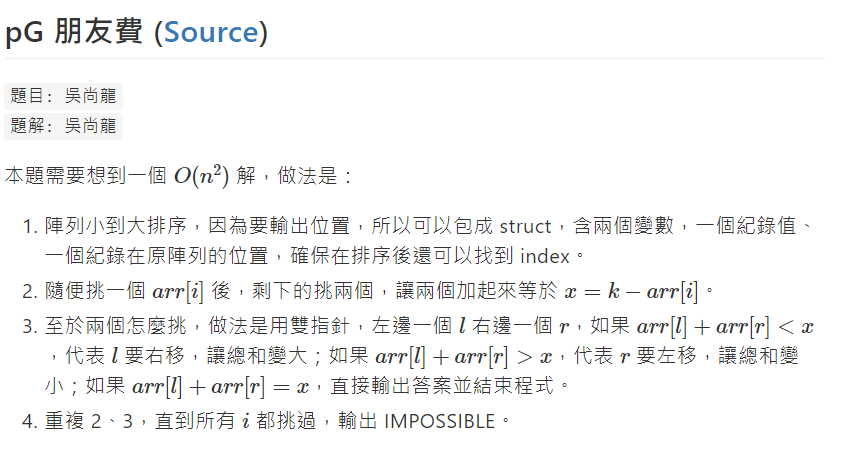 pG 朋友費 (Source)
題目：吳尚龍
題解：吳尚龍
本題需要想到一個 O(n²) 解，做法是：
1. 陣列小到大排序，因為要輸出位置，所以可以包成 struct，含兩個變數，一個紀錄值、
一個紀錄在原陣列的位置，確保在排序後還可以找到 index。
2. 隨便挑一個 arr[i] 後，剩下的挑兩個，讓兩個加起來等於 x = k − arr[i]。
3. 至於兩個怎麼挑，做法是用雙指針，左邊一個 l 右邊一個 r，如果 arr[l] + arr[r] < x
，代表 l 要右移，讓總和變大；如果 arr[l] + arr[r] > x，代表 r 要左移，讓總和變
小；如果 arr[l] + arr[r] = x，直接輸出答案並結束程式。
4. 重複 2、3，直到所有 i 都挑過，輸出 IMPOSSIBLE。